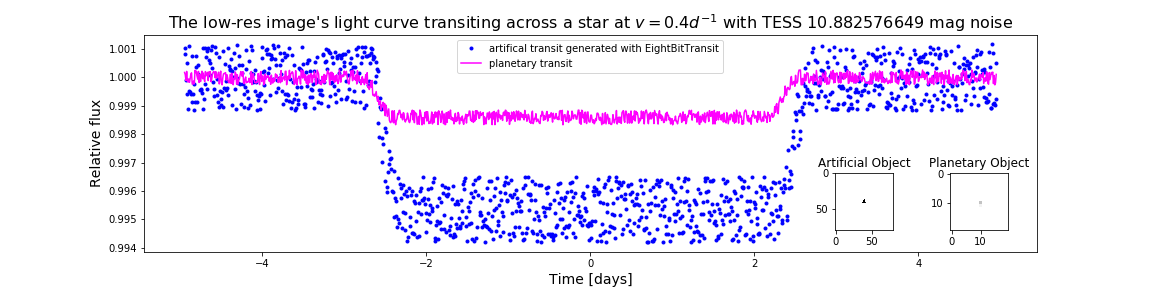 The low-res image's light curve transiting across a star at v = 0.4d⁻¹ with TESS 10.882576649 mag noise
artifical transit generated with EightBitTransit
planetary transit
Relative flux
1.001
1.000
0.999
0.998
0.997
0.996
0.995
0.994
Artificial Object
0
50
0 50
Planetary Object
0
10
0 10
−4 −2 0 2 4
Time [days]